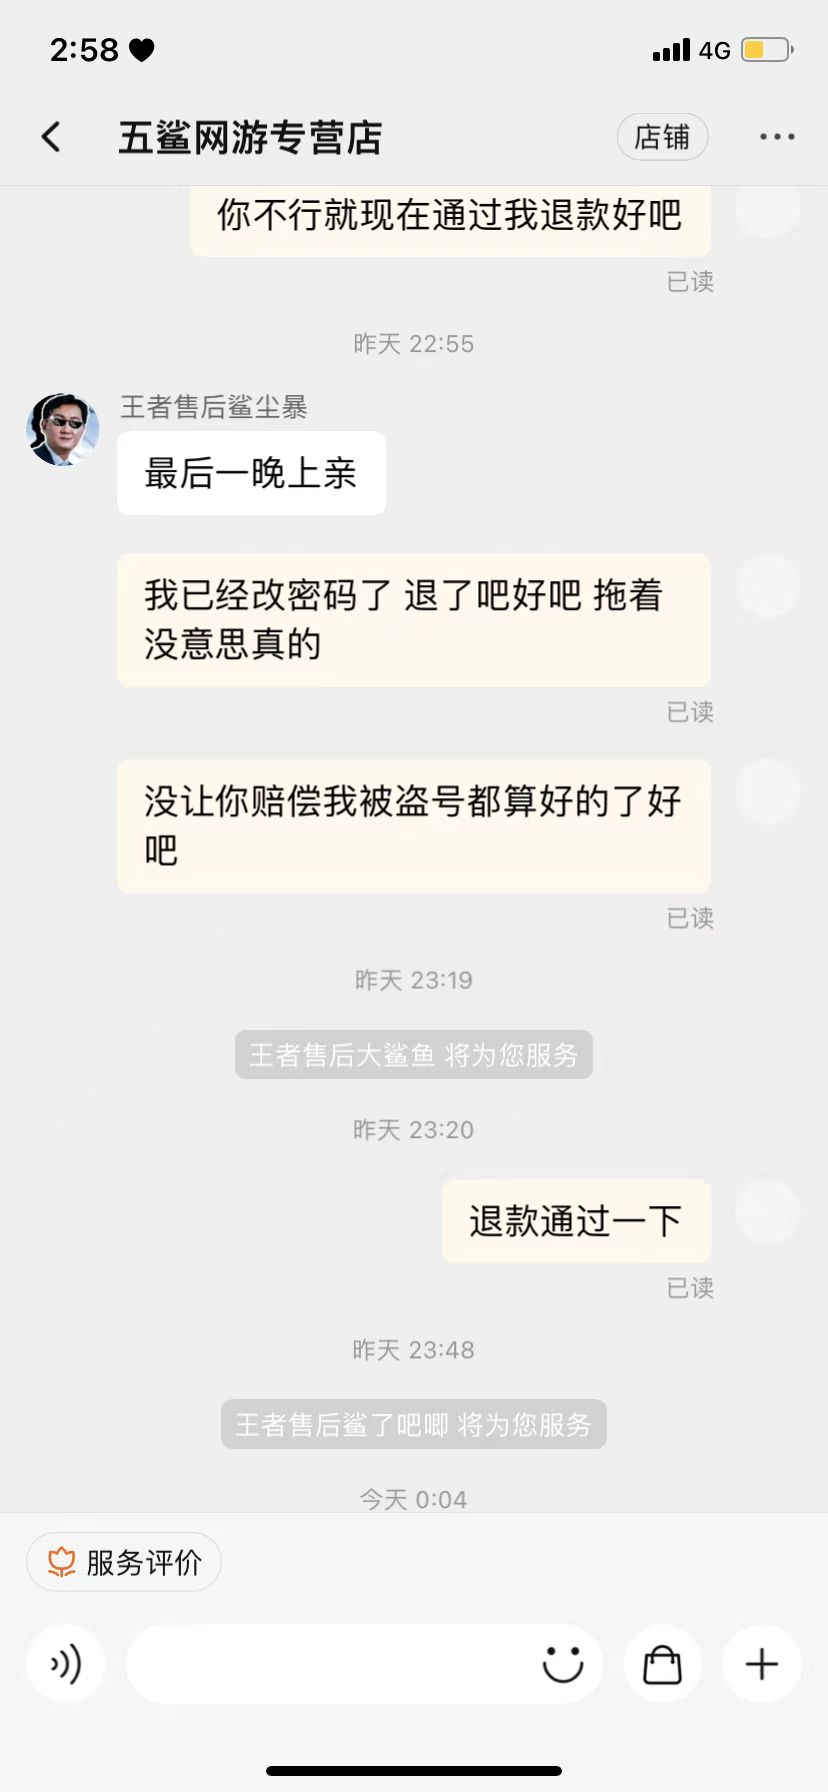 2:58
4G
五鲨网游专营店
店铺
你不行就现在通过我退款好吧
已读
昨天 22:55
王者售后鲨尘暴
最后一晚上亲
我已经改密码了 退了吧好吧 拖着
没意思真的
已读
没让你赔偿我被盗号都算好的了好
吧
已读
昨天 23:19
王者售后大鲨鱼 将为您服务
昨天 23:20
退款通过一下
已读
昨天 23:48
王者售后鲨了吧唧 将为您服务
今天 0:04
服务评价